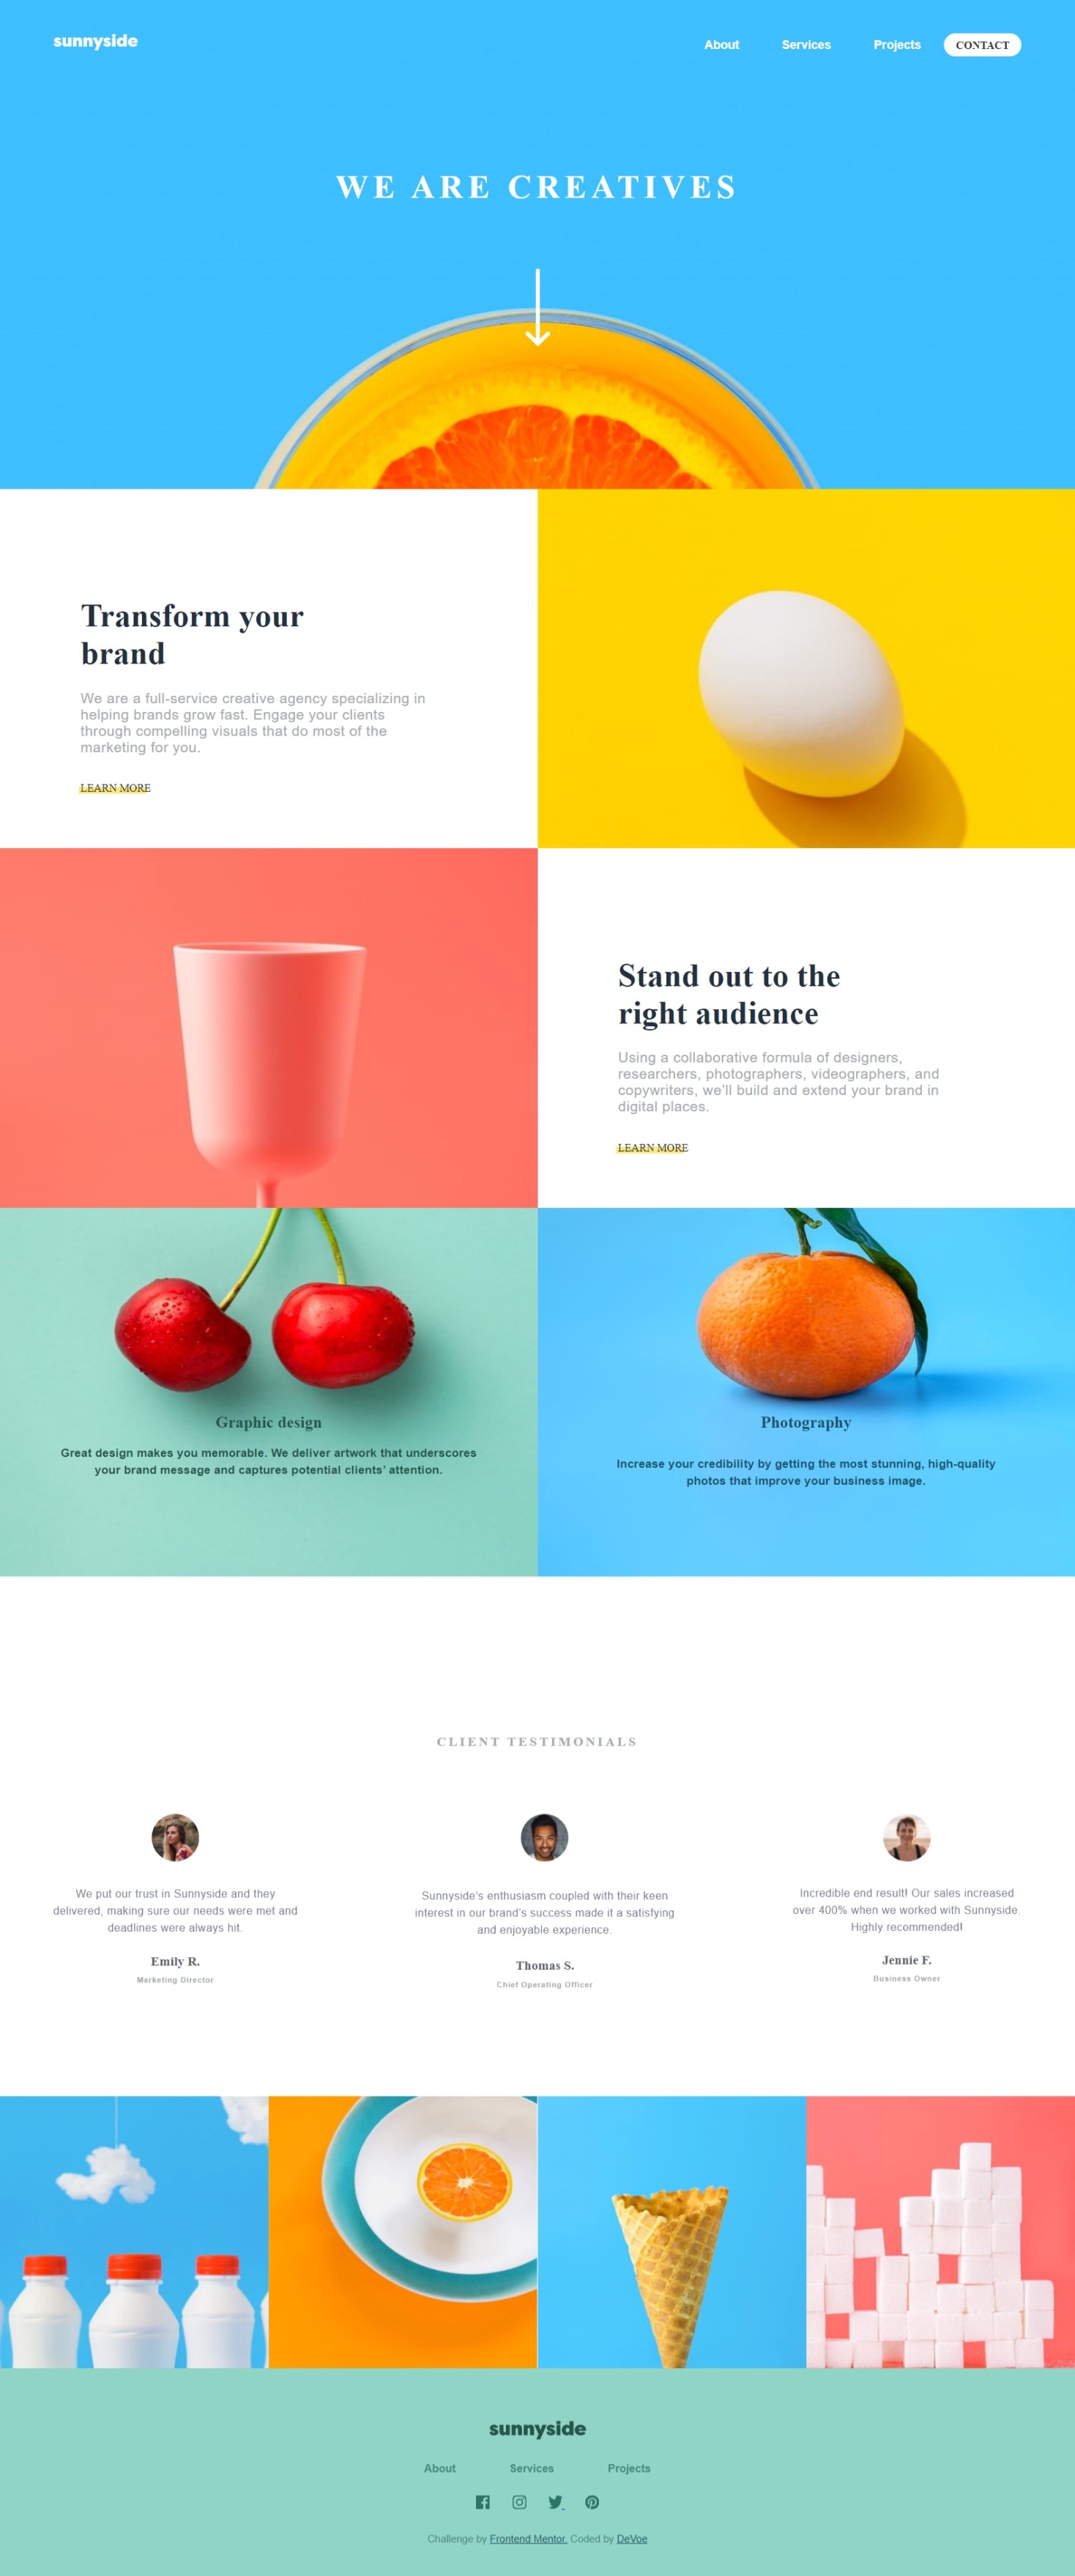 sunnyside
About Services Projects CONTACT
WE ARE CREATIVES
Transform your
brand
We are a full-service creative agency specializing in
helping brands grow fast. Engage your clients
through compelling visuals that do most of the
marketing for you.
LEARN MORE
Stand out to the
right audience
Using a collaborative formula of designers,
researchers, photographers, videographers, and
copywriters, we’ll build and extend your brand in
digital places.
LEARN MORE
Graphic design
Great design makes you memorable. We deliver artwork that underscores
your brand message and captures potential clients’ attention.
Photography
Increase your credibility by getting the most stunning, high-quality
photos that improve your business image.
CLIENT TESTIMONIALS
We put our trust in Sunnyside and they
delivered, making sure our needs were met and
deadlines were always hit.
Emily R.
Marketing Director
Sunnyside’s enthusiasm coupled with their keen
interest in our brand’s success made it a satisfying
and enjoyable experience.
Thomas S.
Chief Operating Officer
Incredible end result! Our sales increased
over 400% when we worked with Sunnyside.
Highly recommended!
Jennie F.
Business Owner
sunnyside
About Services Projects
Challenge by Frontend Mentor. Coded by DeVoe